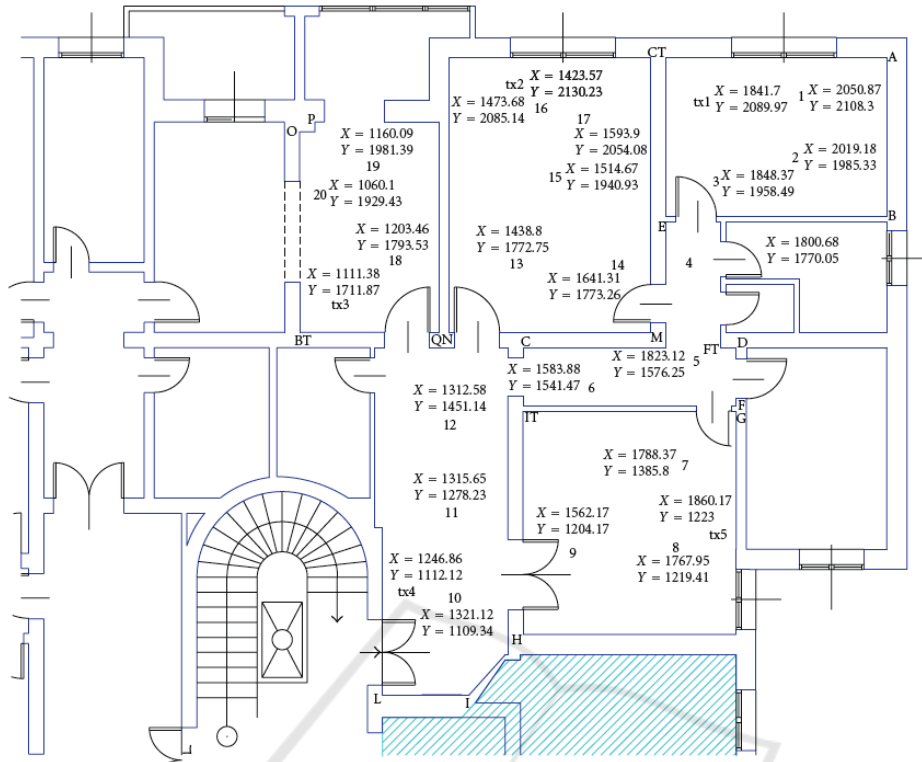 CT
A
tx2
X = 1423.57
Y = 2130.23
X = 1473.68
Y = 2085.14
16
tx1
X = 1841.7
Y = 2089.97
1
X = 2050.87
Y = 2108.3
17
X = 1593.9
Y = 2054.08
P
O
X = 1160.09
Y = 1981.39
19
2
X = 2019.18
Y = 1985.33
15
X = 1514.67
Y = 1940.93
3
X = 1848.37
Y = 1958.49
20
X = 1060.1
Y = 1929.43
B
E
X = 1203.46
Y = 1793.53
18
X = 1438.8
Y = 1772.75
13
14
X = 1641.31
Y = 1773.26
4
X = 1800.68
Y = 1770.05
X = 1111.38
Y = 1711.87
tx3
BT
QN
C
M
FT
D
X = 1823.12
Y = 1576.25
5
X = 1583.88
Y = 1541.47
6
X = 1312.58
Y = 1451.14
12
F
G
IT
X = 1788.37
Y = 1385.8
7
X = 1315.65
Y = 1278.23
11
X = 1562.17
Y = 1204.17
9
X = 1860.17
Y = 1223
tx5
8
X = 1767.95
Y = 1219.41
X = 1246.86
Y = 1112.12
tx4
10
X = 1321.12
Y = 1109.34
H
L
I